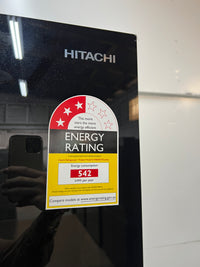 HITACHI
The more stars
the more
energy efficient
ENERGY
RATING
Energy consumption
542
kWh per year
Compare models at www.energyrating.gov.au